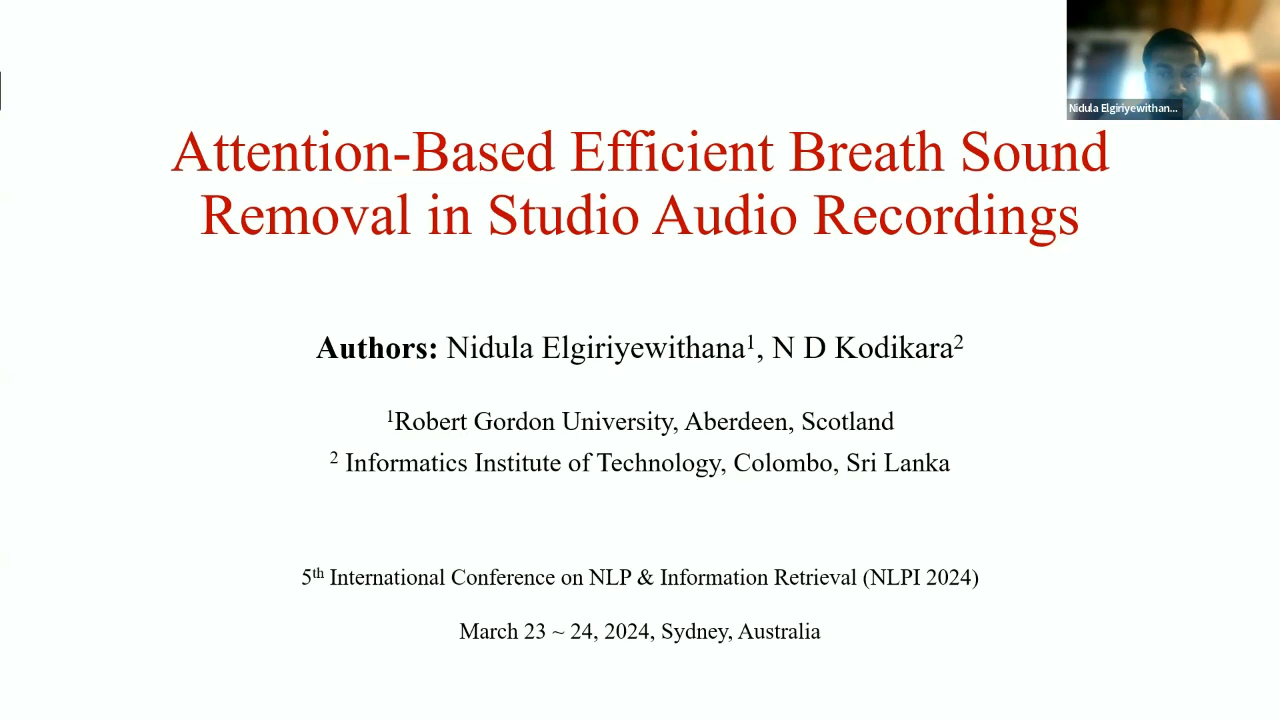 Nidula Elgiriyewithan...
Attention-Based Efficient Breath Sound
Removal in Studio Audio Recordings
Authors: Nidula Elgiriyewithana¹, N D Kodikara²
¹Robert Gordon University, Aberdeen, Scotland
² Informatics Institute of Technology, Colombo, Sri Lanka
5th International Conference on NLP & Information Retrieval (NLPI 2024)
March 23 ~ 24, 2024, Sydney, Australia